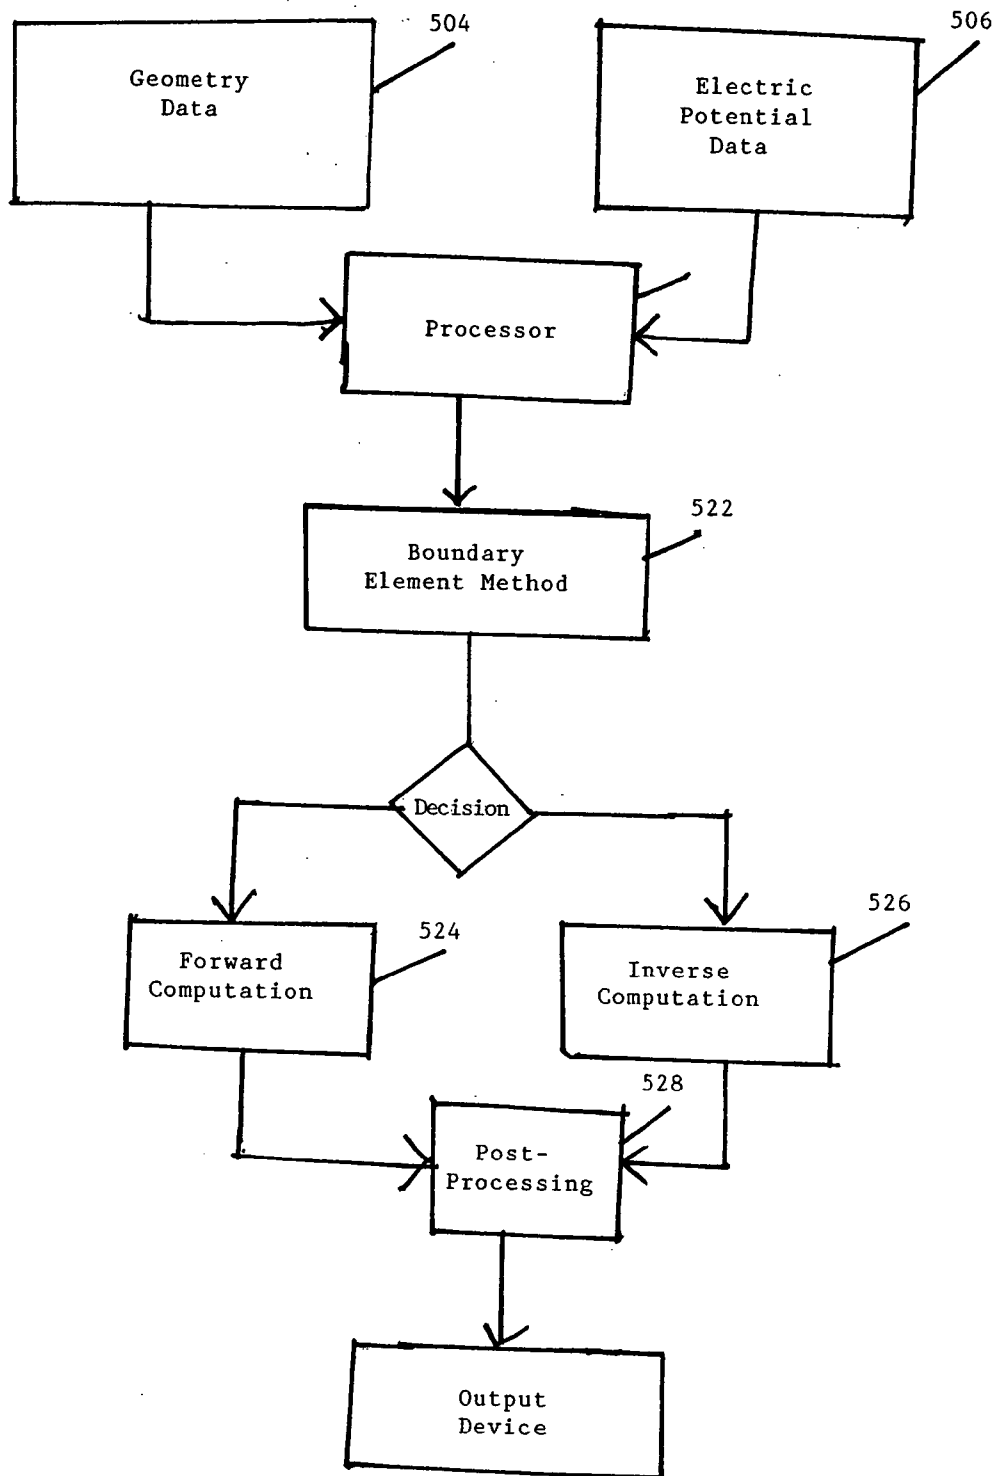 504
506
Geometry
Data
Electric
Potential
Data
Processor
522
Boundary
Element Method
Decision
524
526
Forward
Computation
Inverse
Computation
528
Post-
Processing
Output
Device